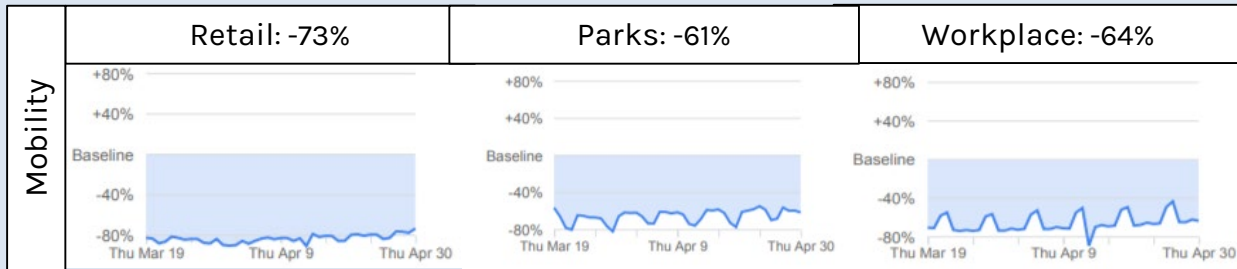 Mobility
Retail: -73%
Parks: -61%
Workplace: -64%
+80%
+40%
Baseline
-40%
-80%
Thu Mar 19
Thu Apr 9
Thu Apr 30
+80%
+40%
Baseline
-40%
-80%
Thu Mar 19
Thu Apr 9
Thu Apr 30
+80%
+40%
Baseline
-40%
-80%
Thu Mar 19
Thu Apr 9
Thu Apr 30